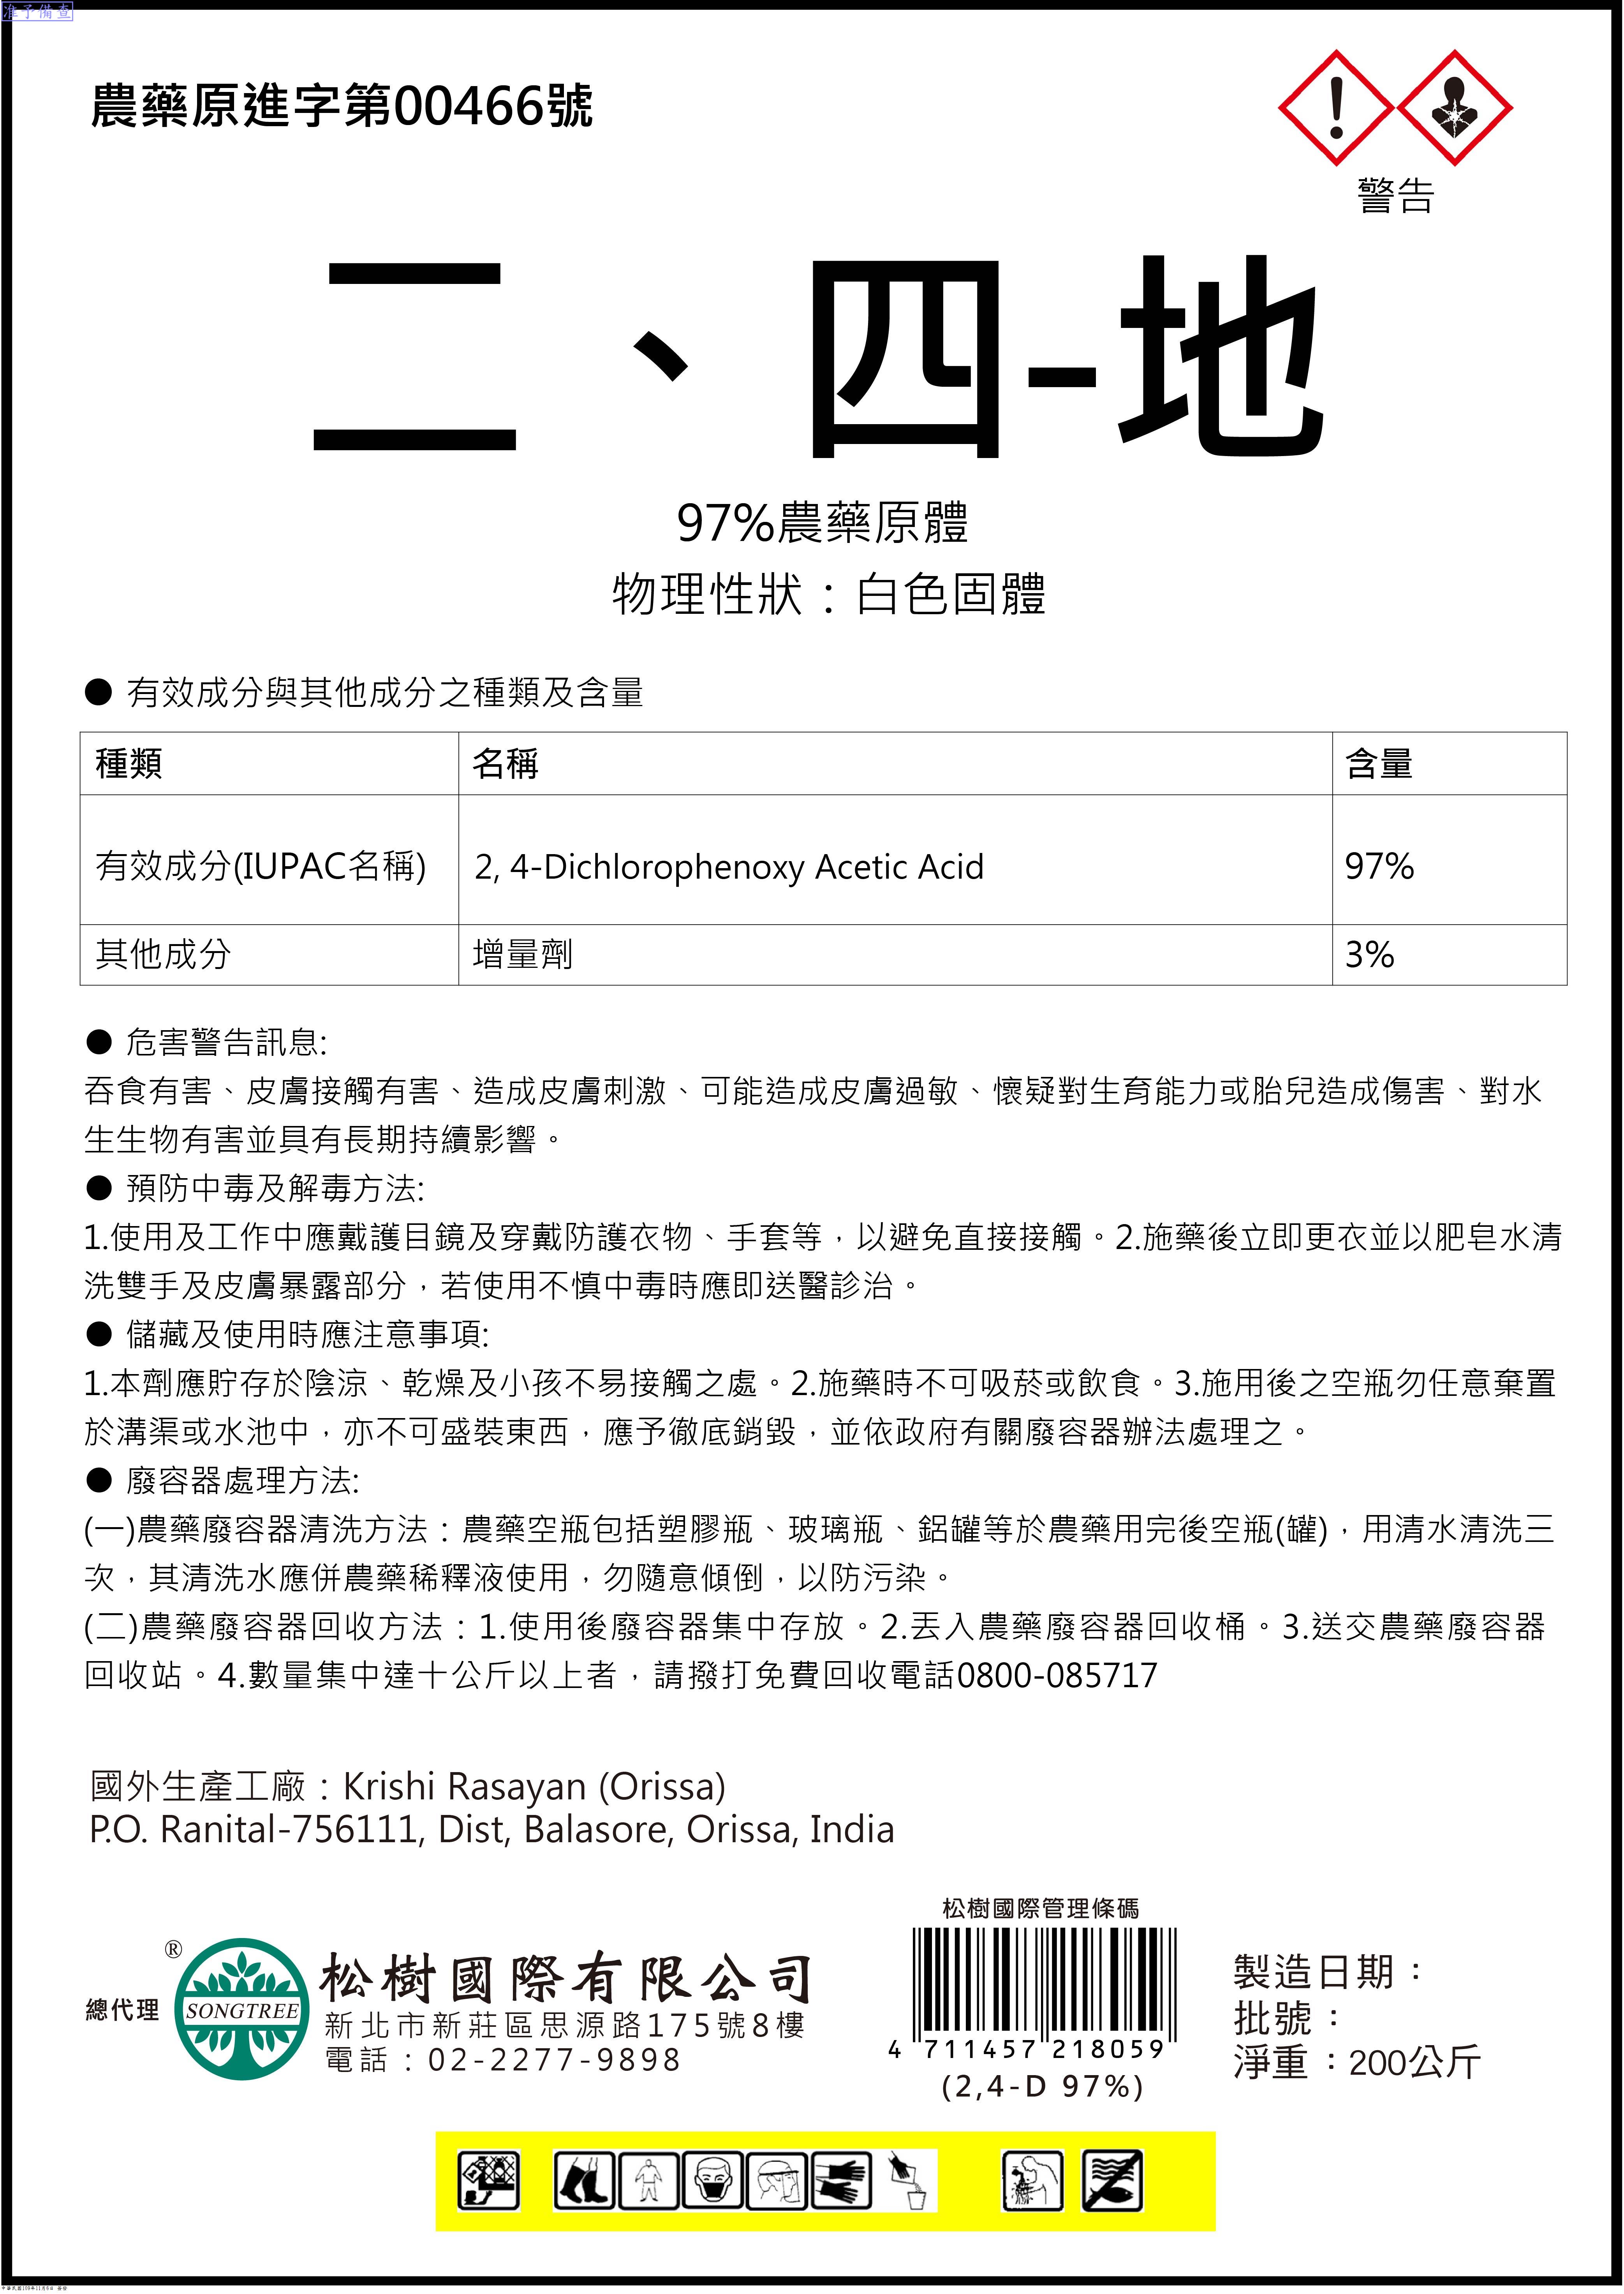 准予備查
農藥原進字第00466號
警告
二、四-地
97%農藥原體
物理性狀：白色固體
● 有效成分與其他成分之種類及含量
種類 名稱 含量
有效成分(IUPAC名稱) 2, 4-Dichlorophenoxy Acetic Acid 97%
其他成分 增量劑 3%
● 危害警告訊息:
吞食有害、皮膚接觸有害、造成皮膚刺激、可能造成皮膚過敏、懷疑對生育能力或胎兒造成傷害、對水
生生物有害並具有長期持續影響。
● 預防中毒及解毒方法:
1.使用及工作中應戴護目鏡及穿戴防護衣物、手套等，以避免直接接觸。2.施藥後立即更衣並以肥皂水清
洗雙手及皮膚暴露部分，若使用不慎中毒時應即送醫診治。
● 儲藏及使用時應注意事項:
1.本劑應貯存於陰涼、乾燥及小孩不易接觸之處。2.施藥時不可吸菸或飲食。3.施用後之空瓶勿任意棄置
於溝渠或水池中，亦不可盛裝東西，應予徹底銷毀，並依政府有關廢容器辦法處理之。
● 廢容器處理方法:
(一)農藥廢容器清洗方法：農藥空瓶包括塑膠瓶、玻璃瓶、鋁罐等於農藥用完後空瓶(罐)，用清水清洗三
次，其清洗水應併農藥稀釋液使用，勿隨意傾倒，以防污染。
(二)農藥廢容器回收方法：1.使用後廢容器集中存放。2.丟入農藥廢容器回收桶。3.送交農藥廢容器
回收站。4.數量集中達十公斤以上者，請撥打免費回收電話0800-085717
國外生產工廠：Krishi Rasayan (Orissa)
P.O. Ranital-756111, Dist, Balasore, Orissa, India
總代理
®
SONGTREE
松樹國際有限公司
新北市新莊區思源路175號8樓
電話：02-2277-9898
松樹國際管理條碼
4 711457 218059
(2,4-D 97%)
製造日期：
批號：
淨重：200公斤